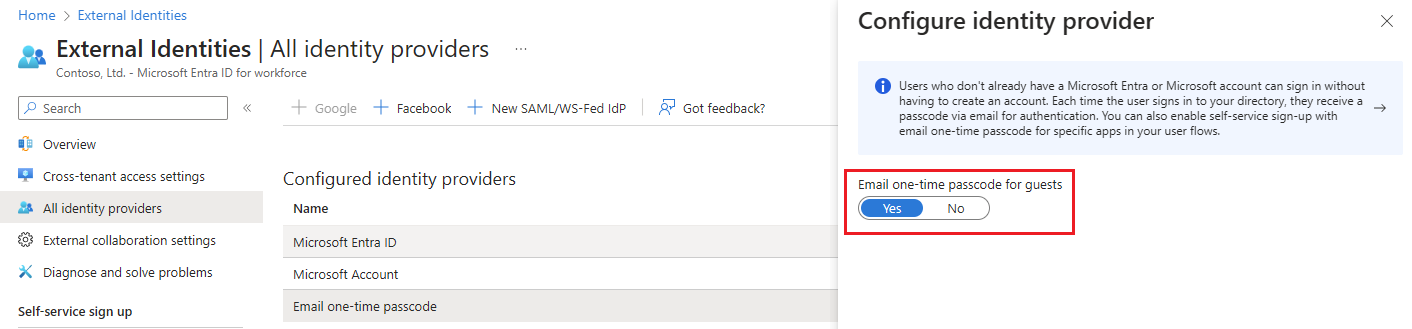 Home > External Identities
External Identities | All identity providers ...
Contoso, Ltd. - Microsoft Entra ID for workforce
Search «
Overview
Cross-tenant access settings
All identity providers
External collaboration settings
Diagnose and solve problems
Self-service sign up
+ Google + Facebook + New SAML/WS-Fed IdP Got feedback?
Configured identity providers
Name
Microsoft Entra ID
Microsoft Account
Email one-time passcode
Configure identity provider
Users who don't already have a Microsoft Entra or Microsoft account can sign in without
having to create an account. Each time the user signs in to your directory, they receive a
passcode via email for authentication. You can also enable self-service sign-up with
email one-time passcode for specific apps in your user flows.
Email one-time passcode for guests
Yes No